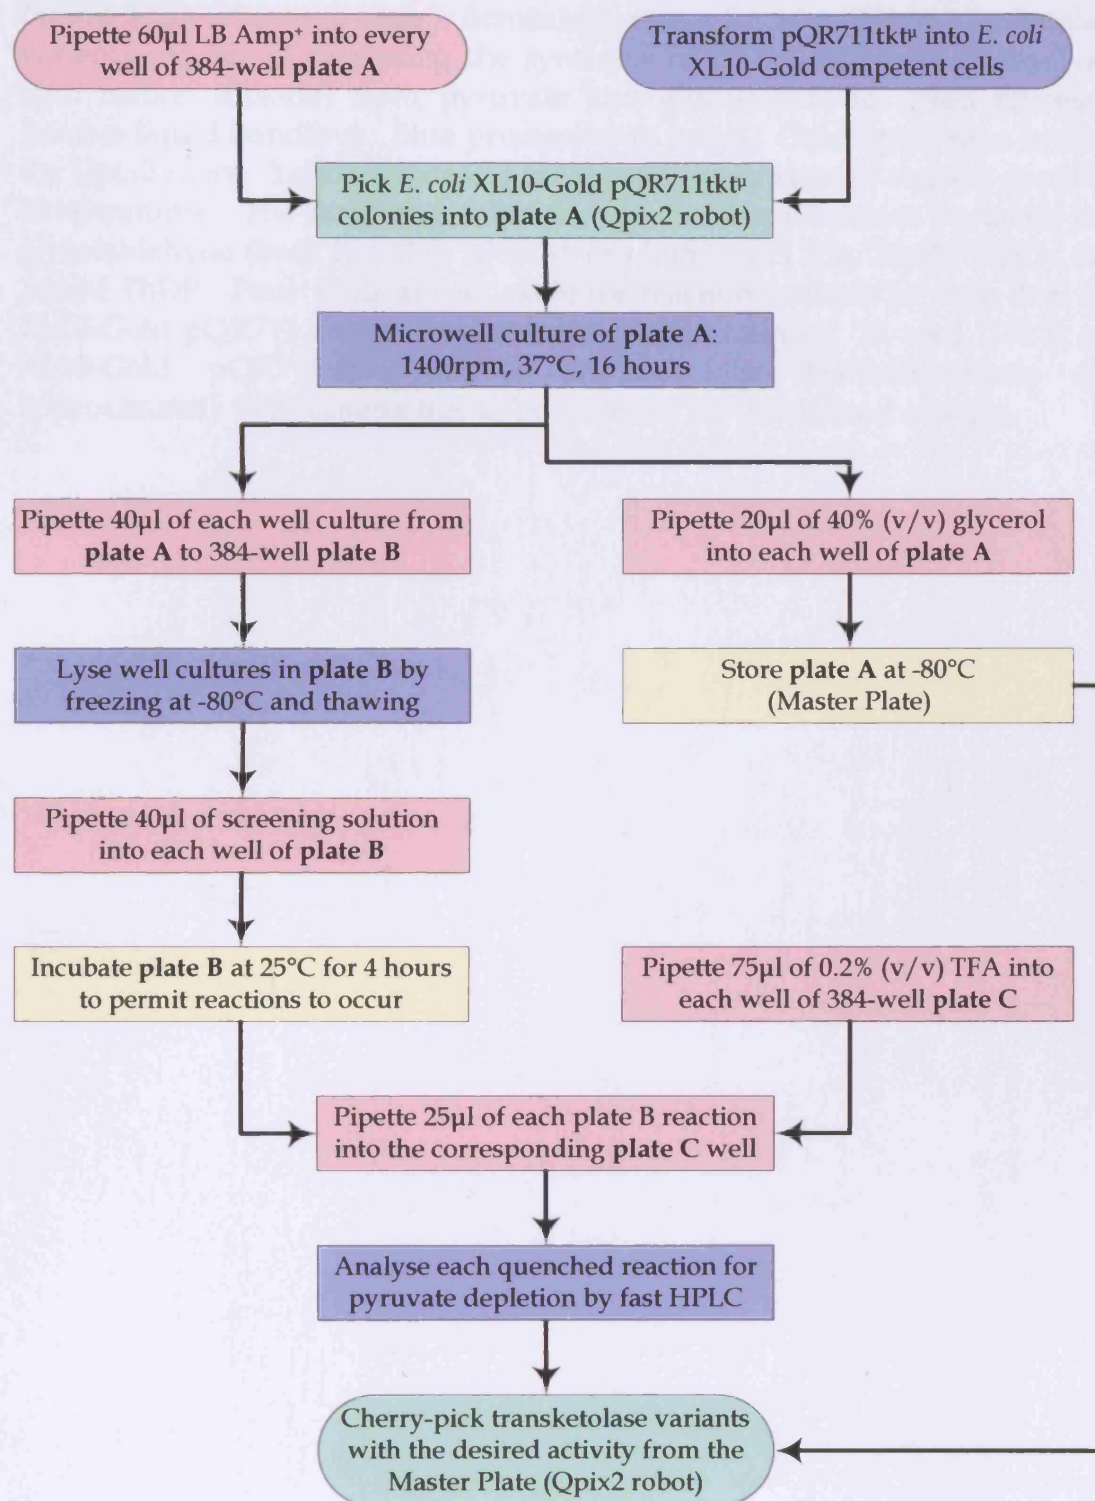 Pipette 60µl LB Amp⁺ into every
well of 384-well plate A
Transform pQR711tktᵘ into E. coli
XL10-Gold competent cells
Pick E. coli XL10-Gold pQR711tktᵘ
colonies into plate A (Qpix2 robot)
Microwell culture of plate A:
1400rpm, 37°C, 16 hours
Pipette 40µl of each well culture from
plate A to 384-well plate B
Pipette 20µl of 40% (v/v) glycerol
into each well of plate A
Lyse well cultures in plate B by
freezing at -80°C and thawing
Store plate A at -80°C
(Master Plate)
Pipette 40µl of screening solution
into each well of plate B
Incubate plate B at 25°C for 4 hours
to permit reactions to occur
Pipette 75µl of 0.2% (v/v) TFA into
each well of 384-well plate C
Pipette 25µl of each plate B reaction
into the corresponding plate C well
Analyse each quenched reaction for
pyruvate depletion by fast HPLC
Cherry-pick transketolase variants
with the desired activity from the
Master Plate (Qpix2 robot)